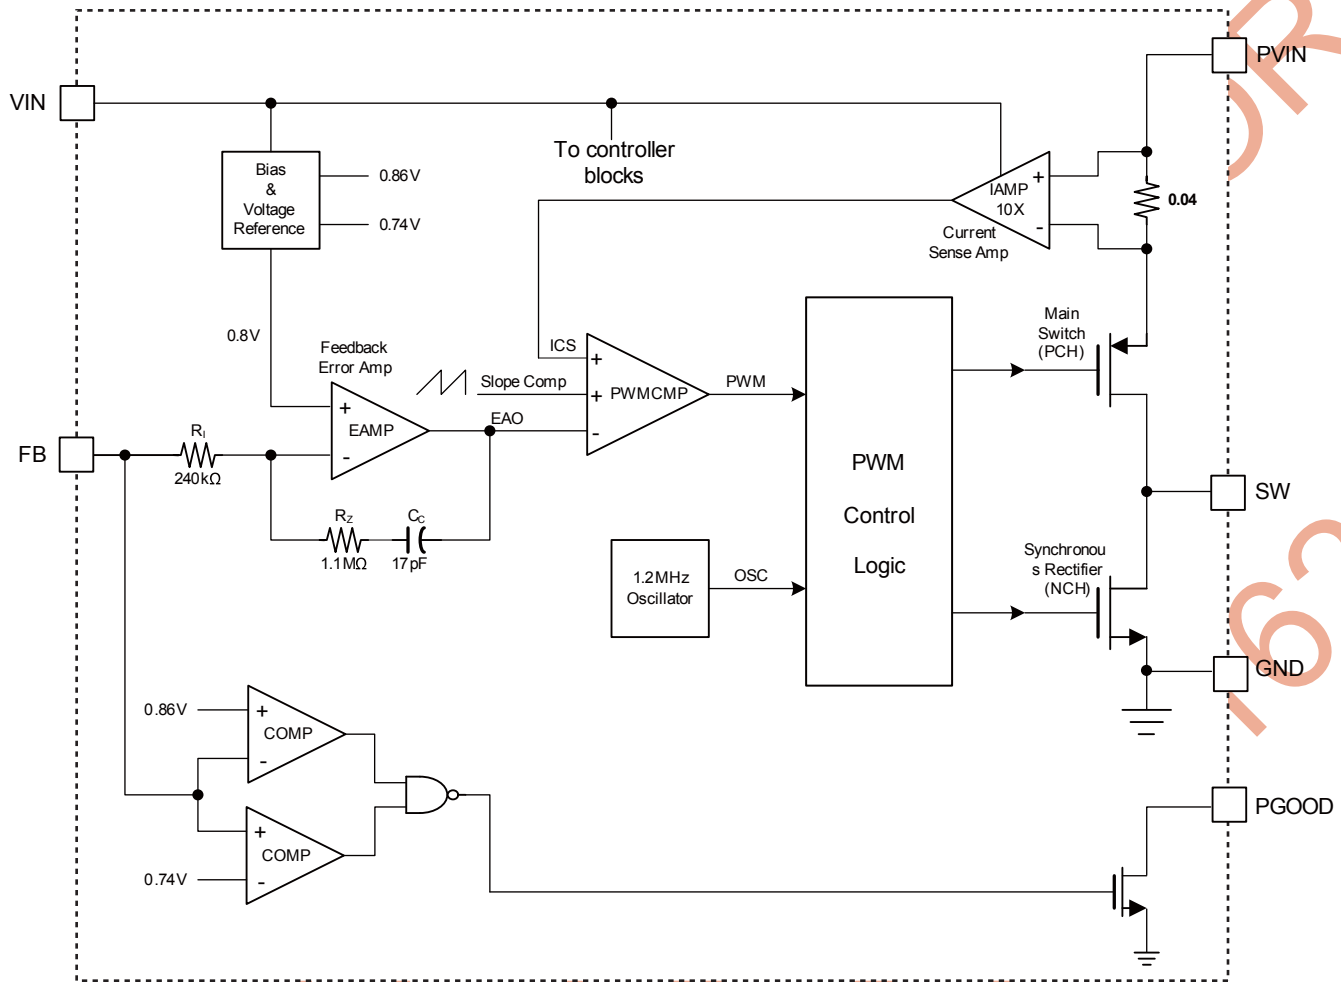 PVIN
VIN
To controller
blocks
Bias
&
Voltage
Reference
0.86V
0.74V
IAMP
10X
+
-
0.04
Current
Sense Amp
0.8V
Feedback
Error Amp
ICS
Slope Comp
EAO
+
+
-
PWMCMP
PWM
Main
Switch
(PCH)
+
-
EAMP
FB
RI
240kΩ
RZ
1.1MΩ
CC
17pF
PWM
Control
Logic
SW
1.2MHz
Oscillator
OSC
Synchronou
s Rectifier
(NCH)
GND
0.86V
+
-
COMP
0.74V
+
-
COMP
PGOOD